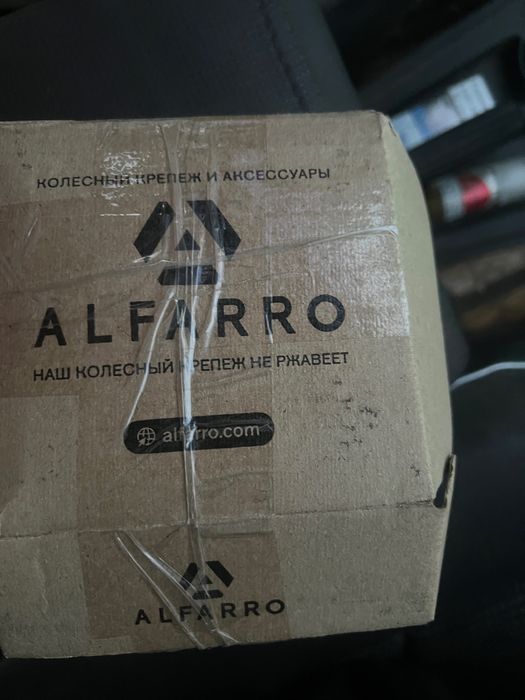 КОЛЕСНЫЙ КРЕПЕЖ И АКСЕССУАРЫ
ALFARRO
НАШ КОЛЕСНЫЙ КРЕПЕЖ НЕ РЖАВЕЕТ
alfarro.com
ALFARRO